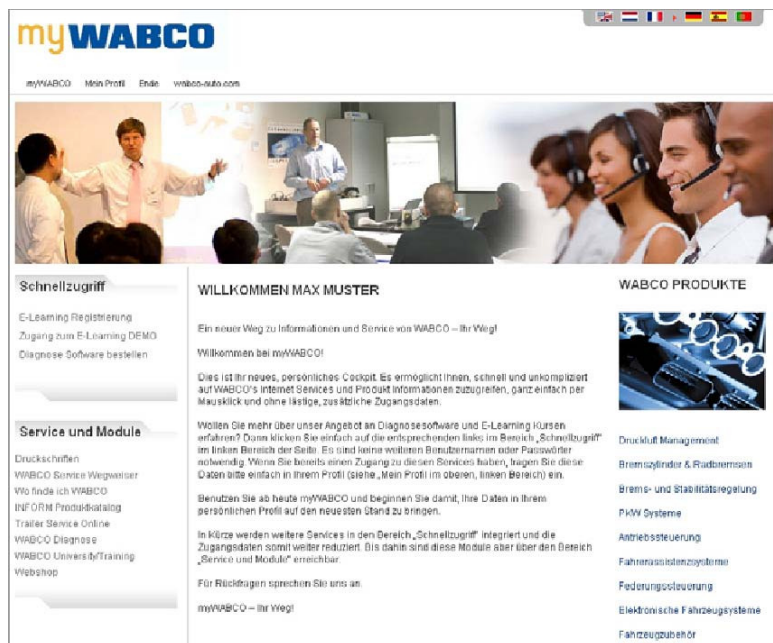 myWABCO
myWABCO Mein Profil Ende wabco-auto.com
Schnellzugriff
E-Learning Registrierung
Zugang zum E-Learning DEMO
Diagnose Software bestellen
Service und Module
Druckschriften
WABCO Service Wegweiser
Wo finde ich WABCO
INFORM Produktkatalog
Trailer Service Online
WABCO Diagnose
WABCO University/Training
Webshop
WILLKOMMEN MAX MUSTER
Ein neuer Weg zu Informationen und Service von WABCO – Ihr Weg!
Willkommen bei myWABCO!
Dies ist Ihr neues, persönliches Cockpit. Es ermöglicht Ihnen, schnell und unkompliziert
auf WABCO's Internet Services und Produkt Informationen zuzugreifen, ganz einfach per
Mausklick und ohne lästige, zusätzliche Zugangsdaten.
Wollen Sie mehr über unser Angebot an Diagnosesoftware und E-Learning Kursen
erfahren? Dann klicken Sie einfach auf die entsprechenden links im Bereich „Schnellzugriff"
im linken Bereich der Seite. Es sind keine weiteren Benutzernamen oder Passwörter
notwendig. Wenn Sie bereits einen Zugang zu diesen Services haben, tragen Sie diese
Daten bitte einfach in Ihrem Profil (siehe „Mein Profil im oberen, linken Bereich) ein.
Benutzen Sie ab heute myWABCO und beginnen Sie damit, Ihre Daten in Ihrem
persönlichen Profil auf den neuesten Stand zu bringen.
In Kürze werden weitere Services in den Bereich „Schnellzugriff" integriert und die
Zugangsdaten somit weiter reduziert. Bis dahin sind diese Module aber über den Bereich
„Service und Module" erreichbar.
Für Rückfragen sprechen Sie uns an.
myWABCO – Ihr Weg!
WABCO PRODUKTE
Druckluft Management
Bremszylinder & Radbremsen
Brems- und Stabilitätsregelung
PKW Systeme
Antriebssteuerung
Fahrerassistenzsysteme
Federungssteuerung
Elektronische Fahrzeugsysteme
Fahrzeugzubehör